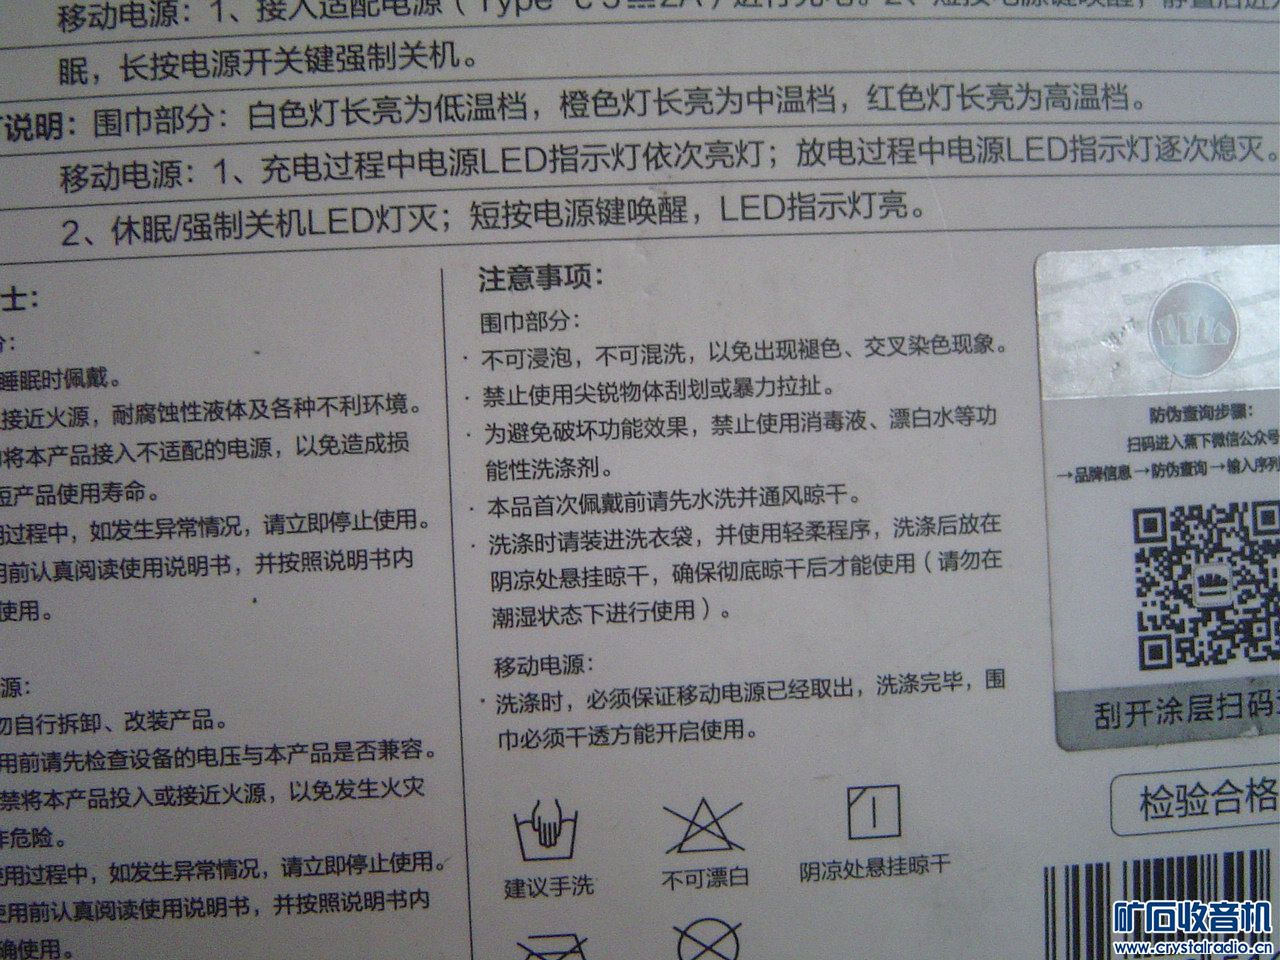 移动电源：1、接入适配电源（Type-c 5⎓2A）进行充电。2、短按电源键唤醒，静置后进入
眠，长按电源开关键强制关机。
说明：围巾部分：白色灯长亮为低温档，橙色灯长亮为中温档，红色灯长亮为高温档。
移动电源：1、充电过程中电源LED指示灯依次亮灯；放电过程中电源LED指示灯逐次熄灭。
2、休眠/强制关机LED灯灭；短按电源键唤醒，LED指示灯亮。
士：
分：
睡眠时佩戴。
接近火源，耐腐蚀性液体及各种不利环境。
将本产品接入不适配的电源，以免造成损
短产品使用寿命。
用过程中，如发生异常情况，请立即停止使用。
用前认真阅读使用说明书，并按照说明书内
使用。
源：
勿自行拆卸、改装产品。
用前请先检查设备的电压与本产品是否兼容。
禁将本产品投入或接近火源，以免发生火灾
危险。
使用过程中，如发生异常情况，请立即停止使用。
使用前认真阅读使用说明书，并按照说明书内
确使用。
注意事项：
围巾部分：
· 不可浸泡，不可混洗，以免出现褪色、交叉染色现象。
· 禁止使用尖锐物体刮划或暴力拉扯。
· 为避免破坏功能效果，禁止使用消毒液、漂白水等功
能性洗涤剂。
· 本品首次佩戴前请先水洗并通风晾干。
· 洗涤时请装进洗衣袋，并使用轻柔程序，洗涤后放在
阴凉处悬挂晾干，确保彻底晾干后才能使用（请勿在
潮湿状态下进行使用）。
移动电源：
· 洗涤时，必须保证移动电源已经取出，洗涤完毕，围
巾必须干透方能开启使用。
建议手洗
不可漂白
阴凉处悬挂晾干
防伪查询步骤：
扫码进入蕉下微信公众号
→品牌信息→防伪查询→输入序列
刮开涂层扫码
检验合格
矿石收音机
www.crystalradio.cn